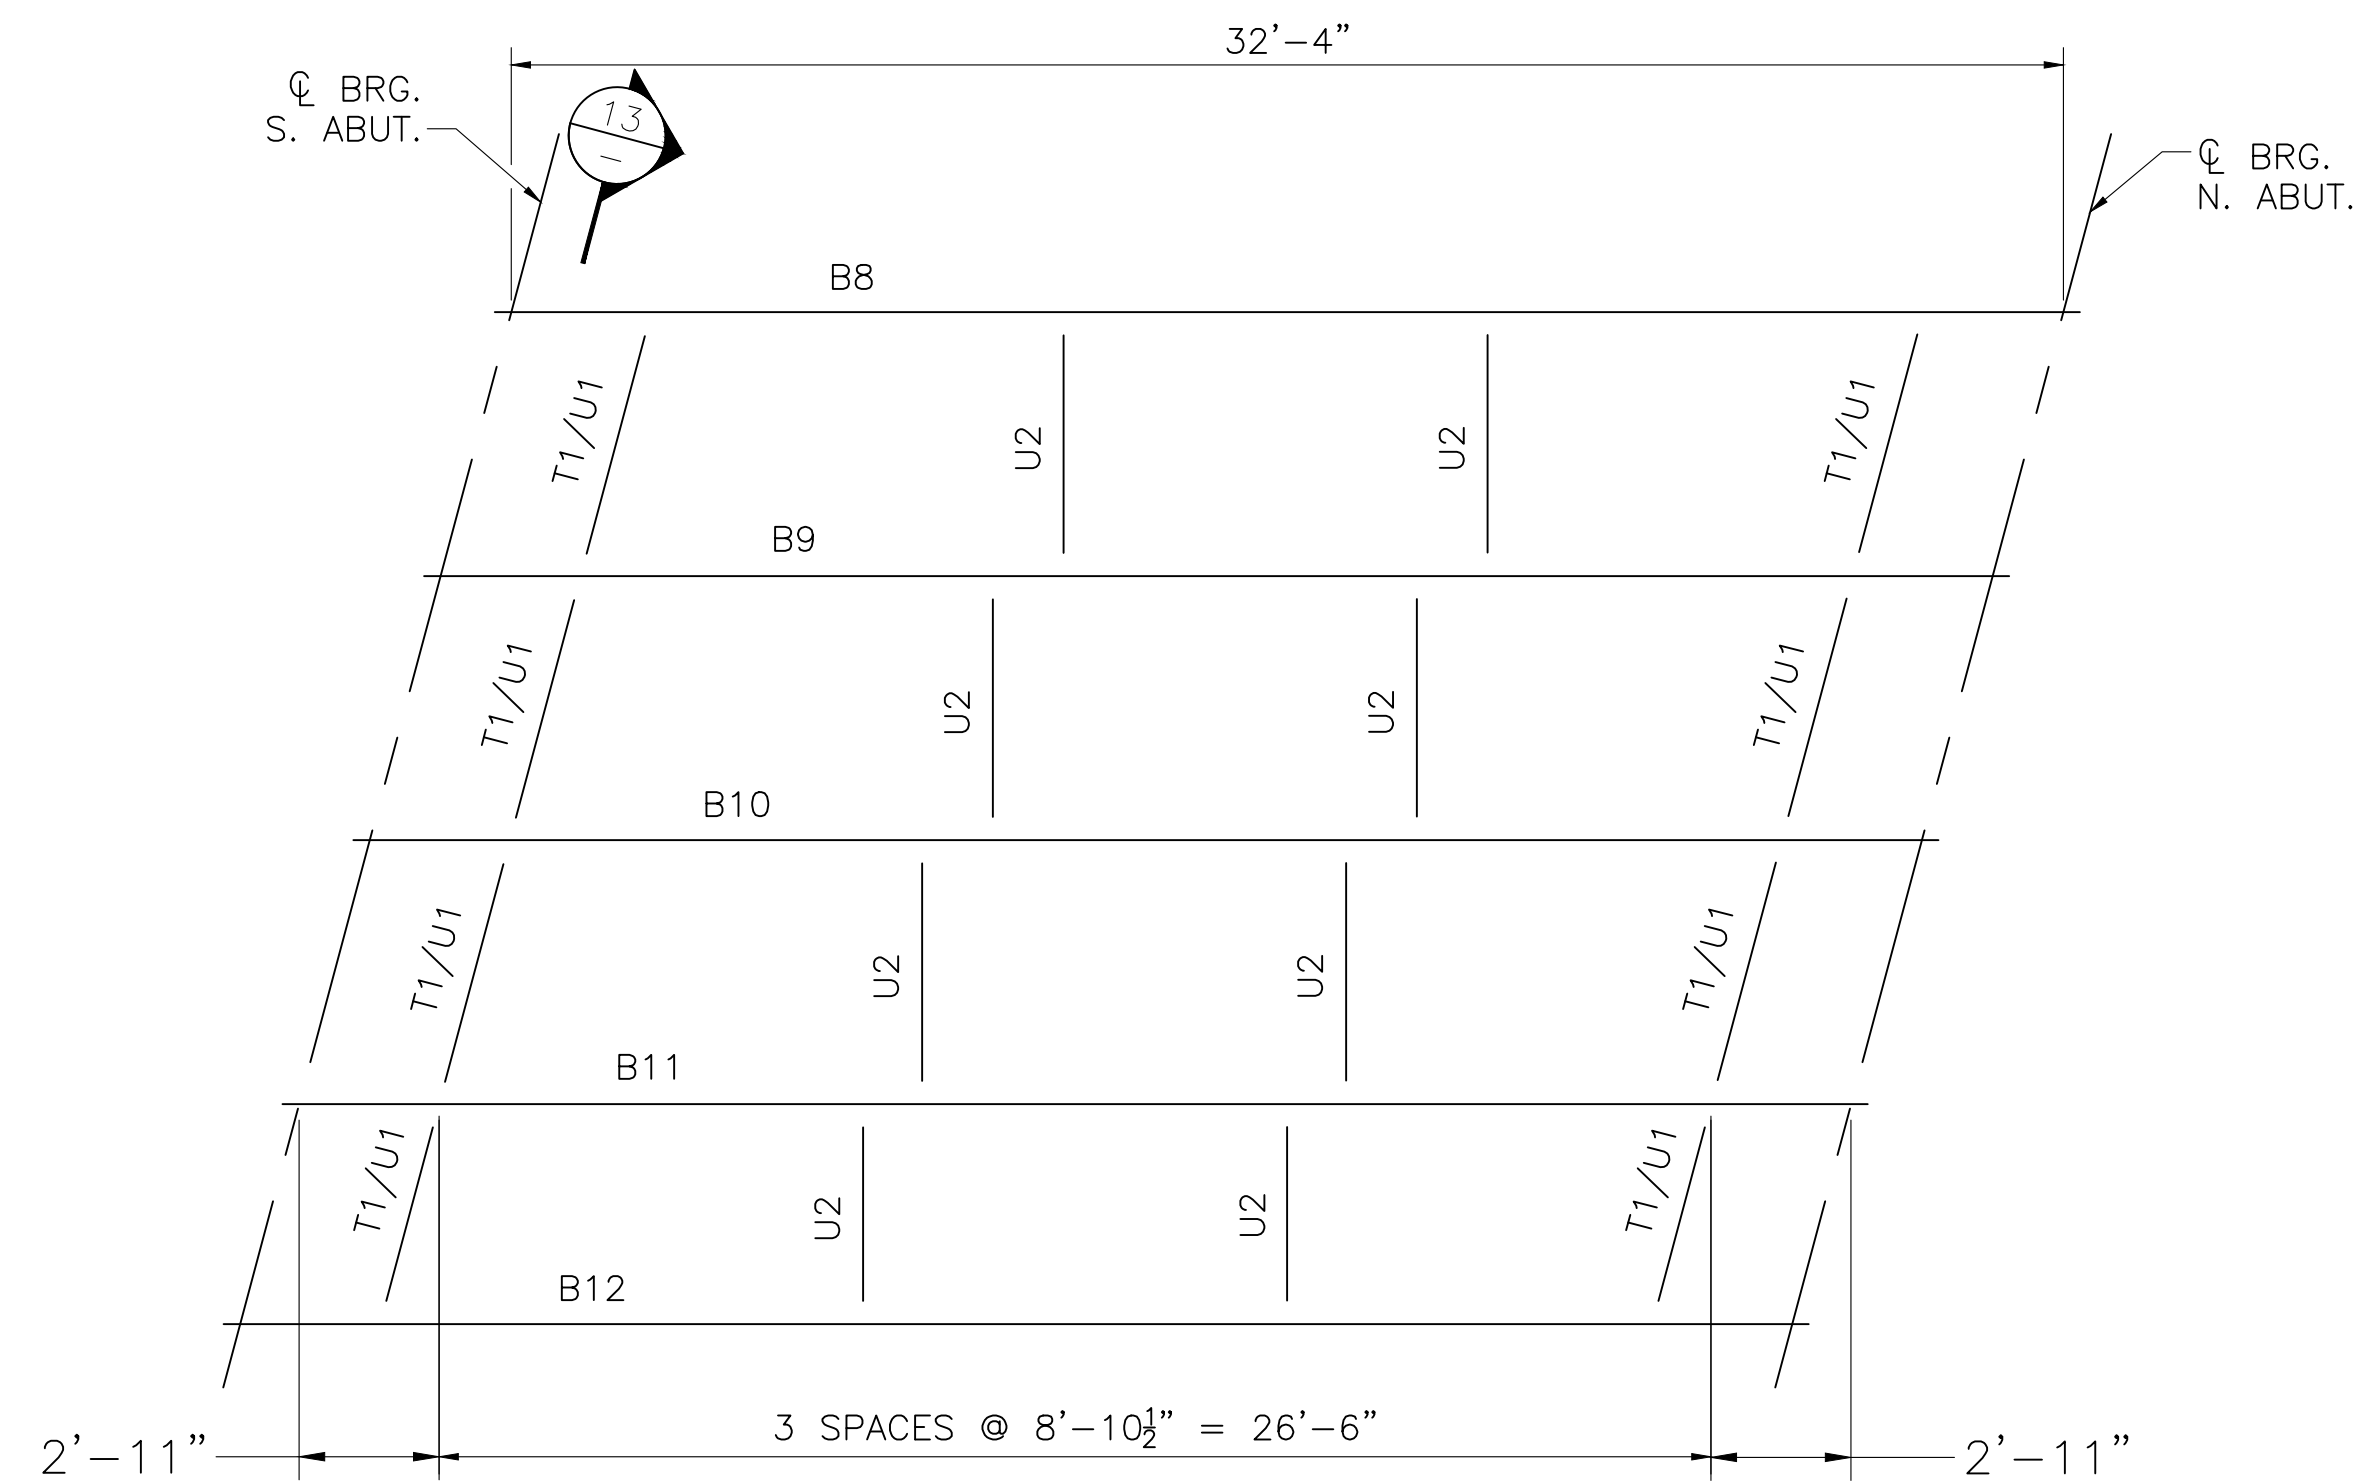 32'-4"
℄ BRG.
S. ABUT.
13
-
℄ BRG.
N. ABUT.
B8
T1/U1
U2
U2
T1/U1
B9
T1/U1
U2
U2
T1/U1
B10
T1/U1
U2
U2
T1/U1
B11
T1/U1
U2
U2
T1/U1
B12
3 SPACES @ 8'-10½" = 26'-6"
2'-11"
2'-11"